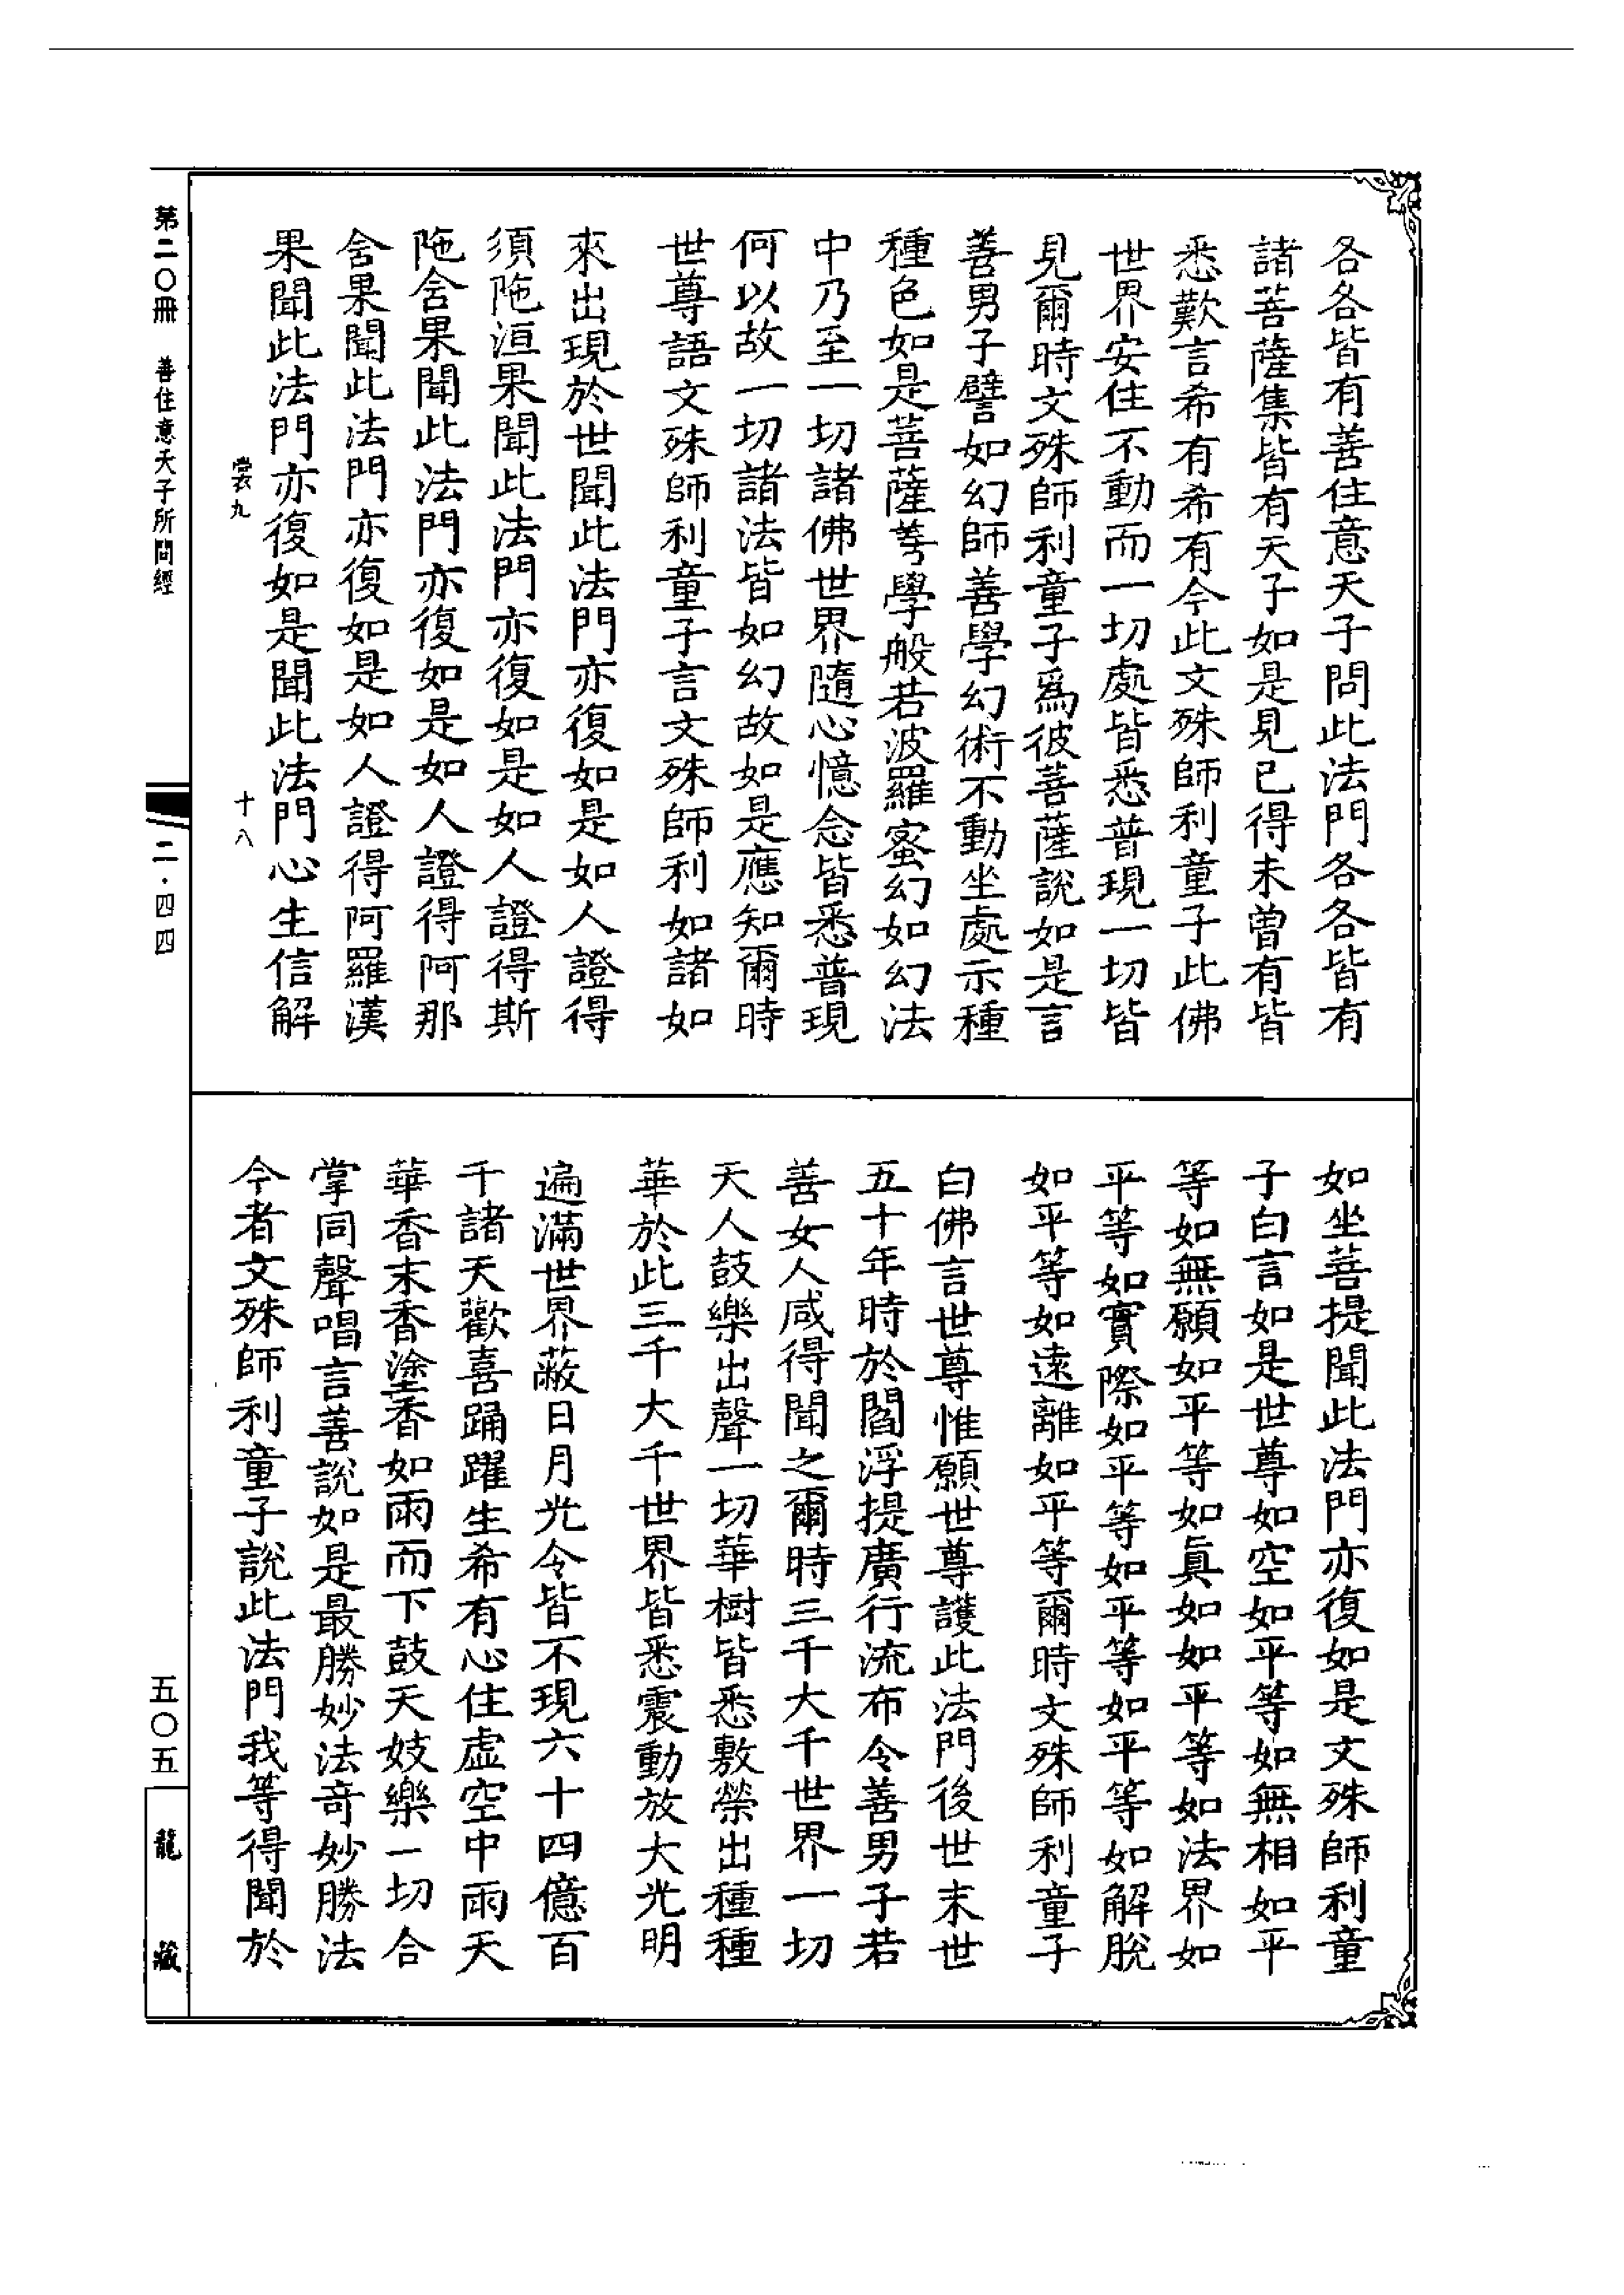 各各皆有善住意天子問此法門各各皆有
諸菩薩集皆有天子如是見已得未曾有皆
悉歎言希有希有今此文殊師利童子此佛
世界安住不動而一切處皆悉普現一切皆
見爾時文殊師利童子爲彼菩薩說如是言
善男子譬如幻師善學幻術不動坐處示種
種色如是菩薩善學般若波羅蜜幻如幻法
中乃至一切諸佛世界隨心憶念皆悉普現
何以故一切諸法皆如幻故如是應知爾時
世尊語文殊師利童子言文殊師利如諸如
來出現於世聞此法門亦復如是如人證得
須陁洹果聞此法門亦復如是如人證得斯
陁含果聞此法門亦復如是如人證得阿那
含果聞此法門亦復如是如人證得阿羅漢
果聞此法門亦復如是聞此法門心生信解
九
十八
如坐菩提聞此法門亦復如是文殊師利童
子白言如是世尊如空如平等如無相如平
等如無願如平等如真如如平等如法界如
平等如實際如平等如平等如平等如解脫
如平等如遠離如平等爾時文殊師利童子
白佛言世尊惟願世尊護此法門後世末世
五十年時於閻浮提廣行流布令善男子若
善女人咸得聞之爾時三千大千世界一切
天人鼓樂出聲一切華樹皆悉敷榮出種種
華於此三千大千世界皆悉震動放大光明
遍滿世界蔽日月光令皆不現六十四億百
千諸天歡喜踊躍生希有心住虛空中雨天
華香末香塗香如雨而下鼓天妓樂一切合
掌同聲唱言善說如是最勝妙法奇妙勝法
今者文殊師利童子說此法門我等得聞於
第二〇冊 善住意天子所問經
二·四四
五〇五
龍藏